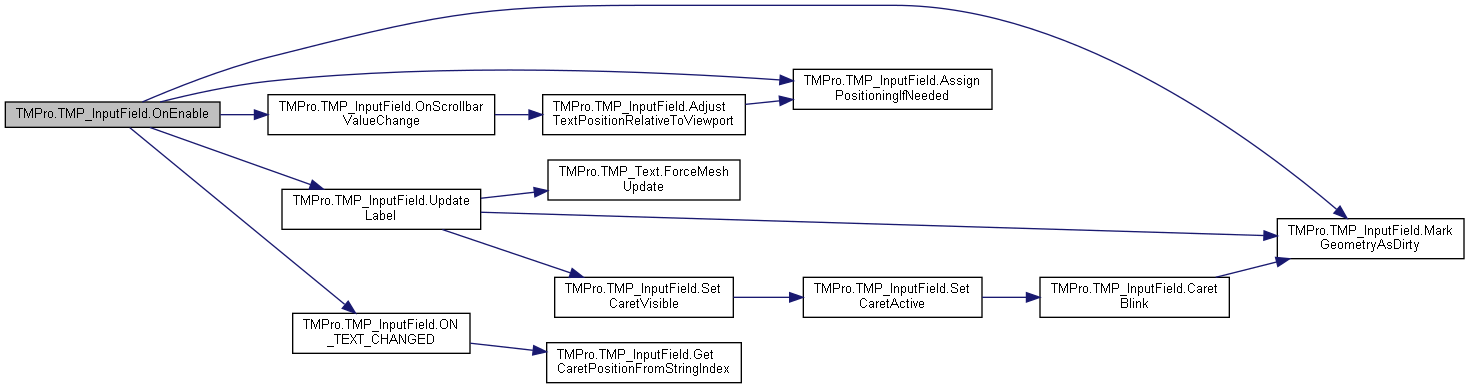 TMPro.TMP_InputField.OnEnable
TMPro.TMP_InputField.OnScrollbar
ValueChange
TMPro.TMP_InputField.Adjust
TextPositionRelativeToViewport
TMPro.TMP_InputField.Assign
PositioningIfNeeded
TMPro.TMP_Text.ForceMesh
Update
TMPro.TMP_InputField.Update
Label
TMPro.TMP_InputField.Mark
GeometryAsDirty
TMPro.TMP_InputField.Set
CaretVisible
TMPro.TMP_InputField.Set
CaretActive
TMPro.TMP_InputField.Caret
Blink
TMPro.TMP_InputField.ON
_TEXT_CHANGED
TMPro.TMP_InputField.Get
CaretPositionFromStringIndex